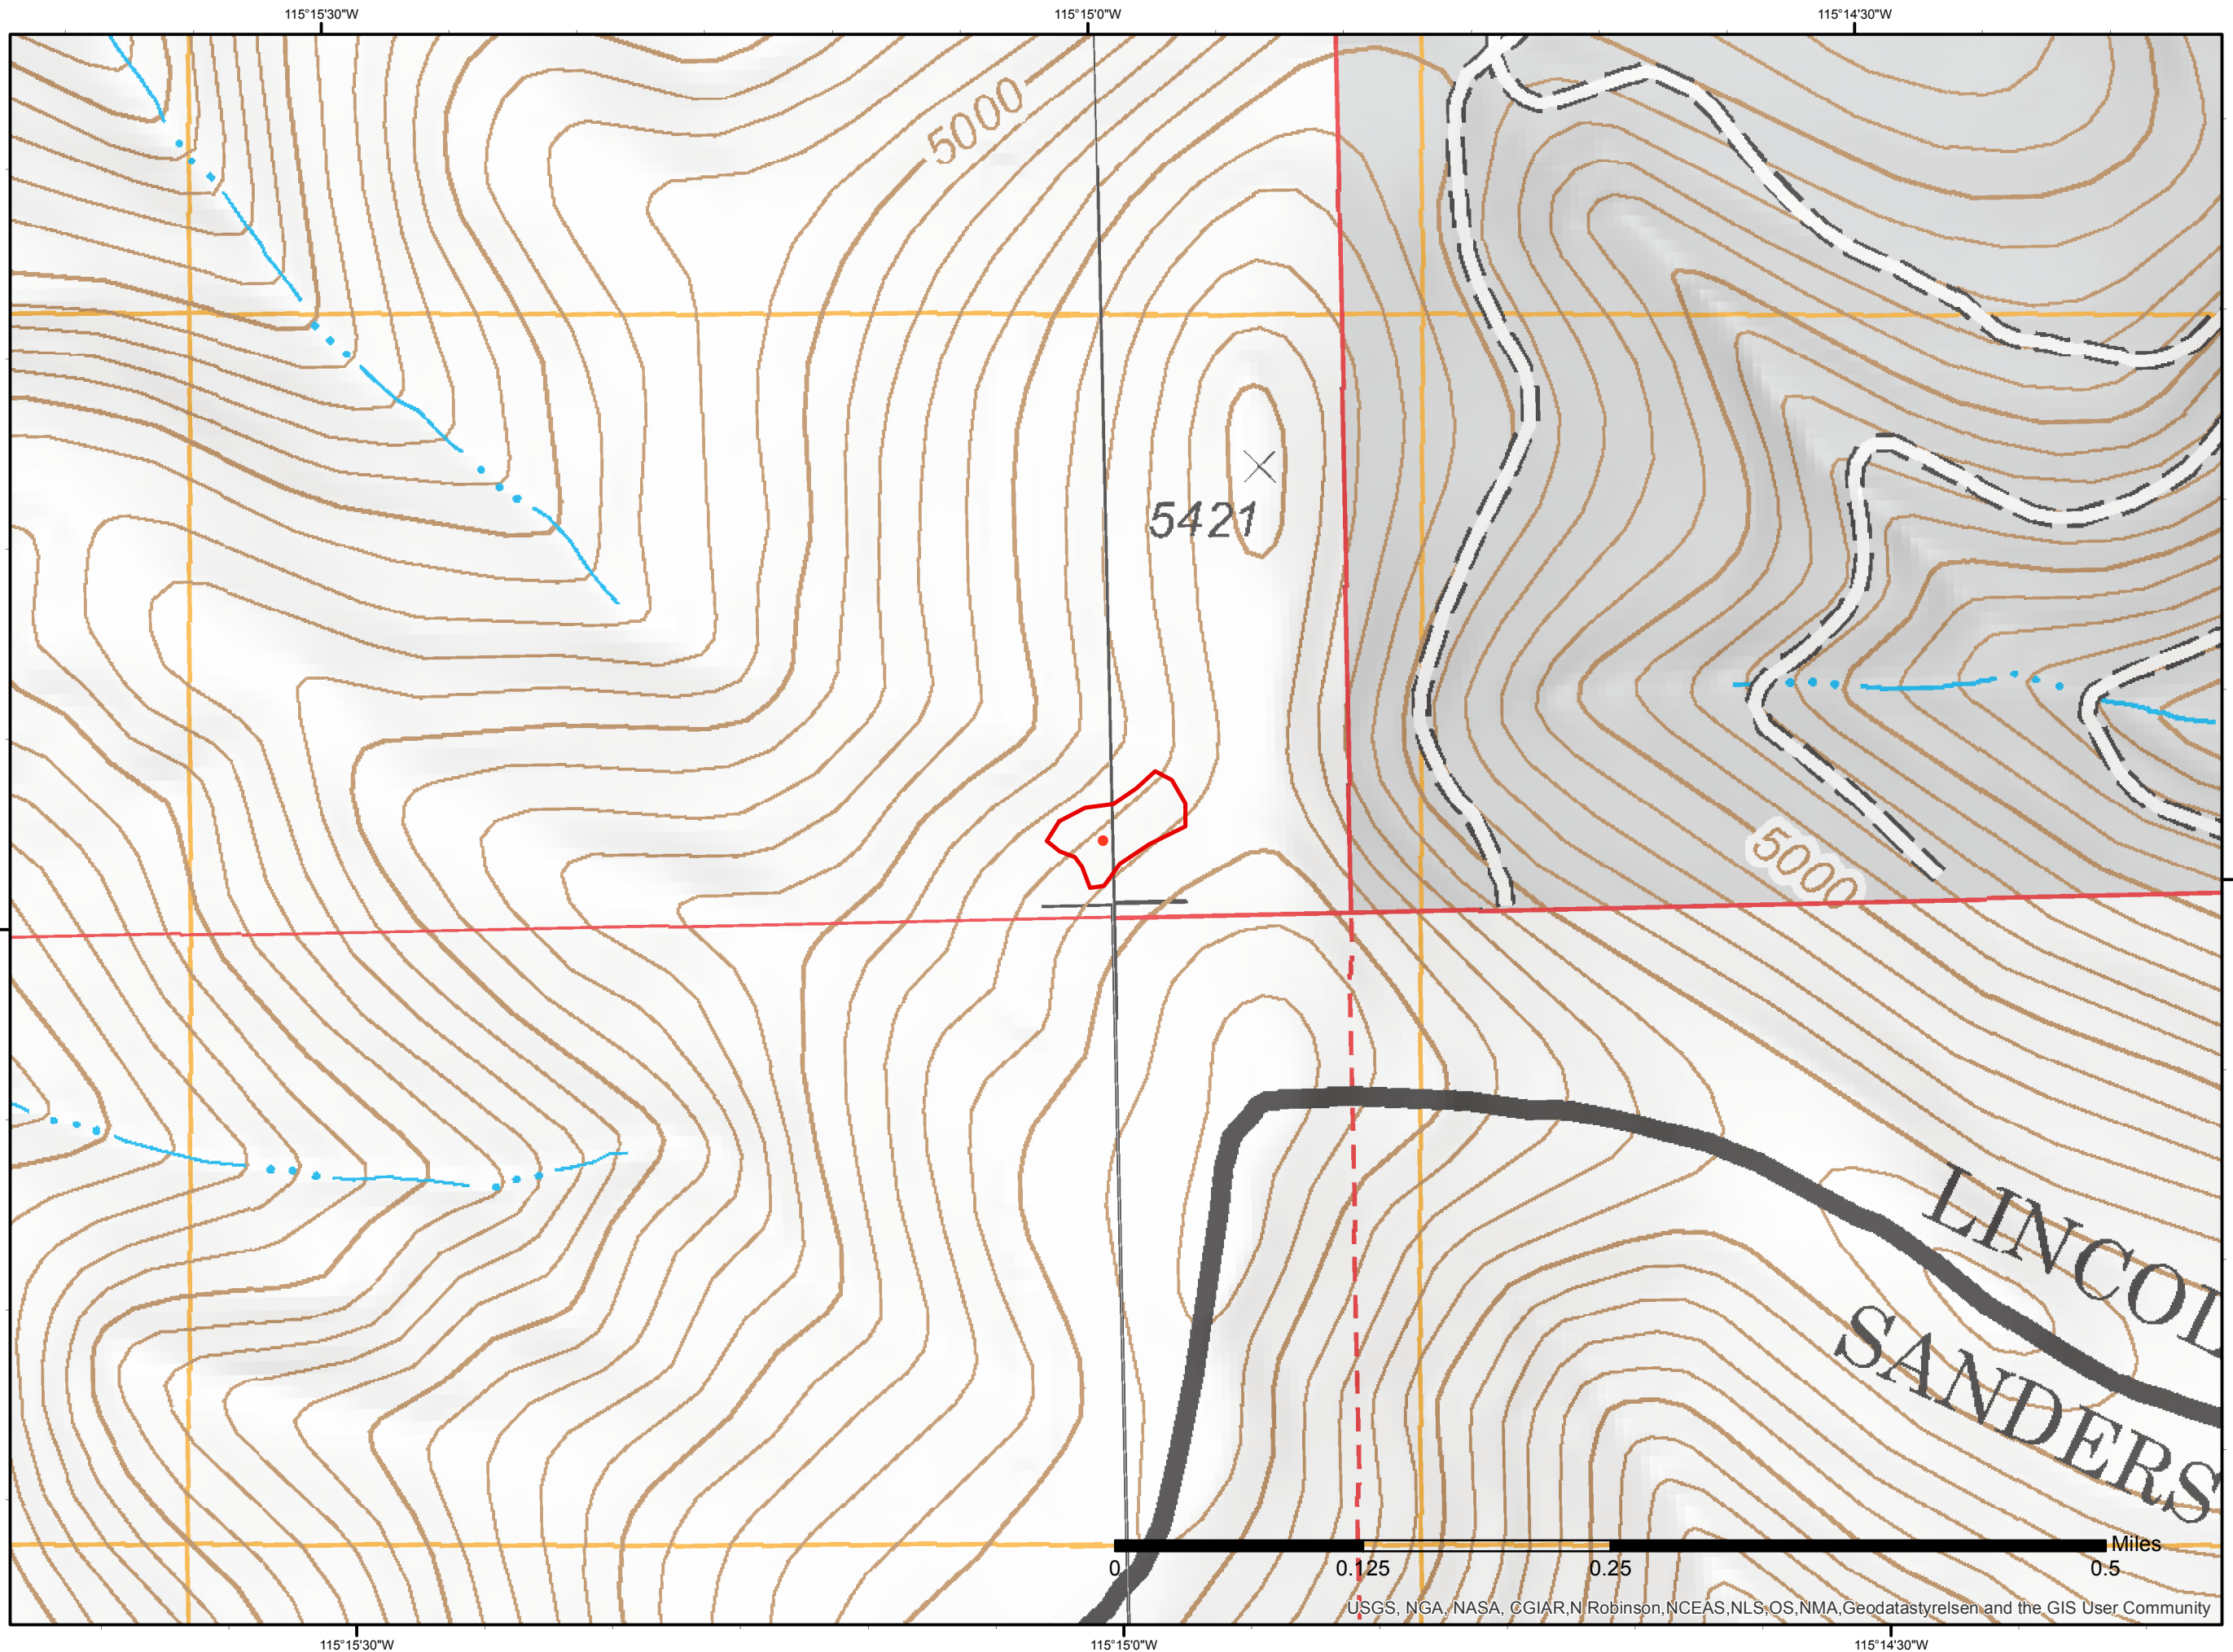 115°15'30"W
115°15'0"W
115°14'30"W
5000
5421
5000
LINCOL
SANDERS
0
0.125
0.25
0.5
Miles
USGS, NGA, NASA, CGIAR,N Robinson,NCEAS,NLS,OS,NMA,Geodatastyrelsen and the GIS User Community
115°15'30"W
115°15'0"W
115°14'30"W